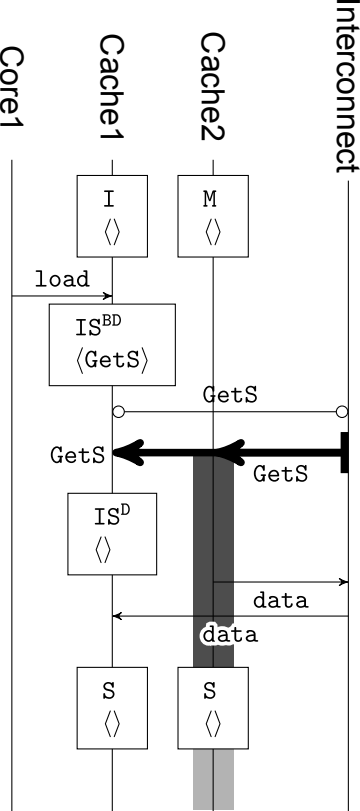 Core1
Cache1
Cache2
Interconnect
I
⟨⟩
M
⟨⟩
load
IS^BD
⟨GetS⟩
GetS
GetS
GetS
IS^D
⟨⟩
data
data
S
⟨⟩
S
⟨⟩